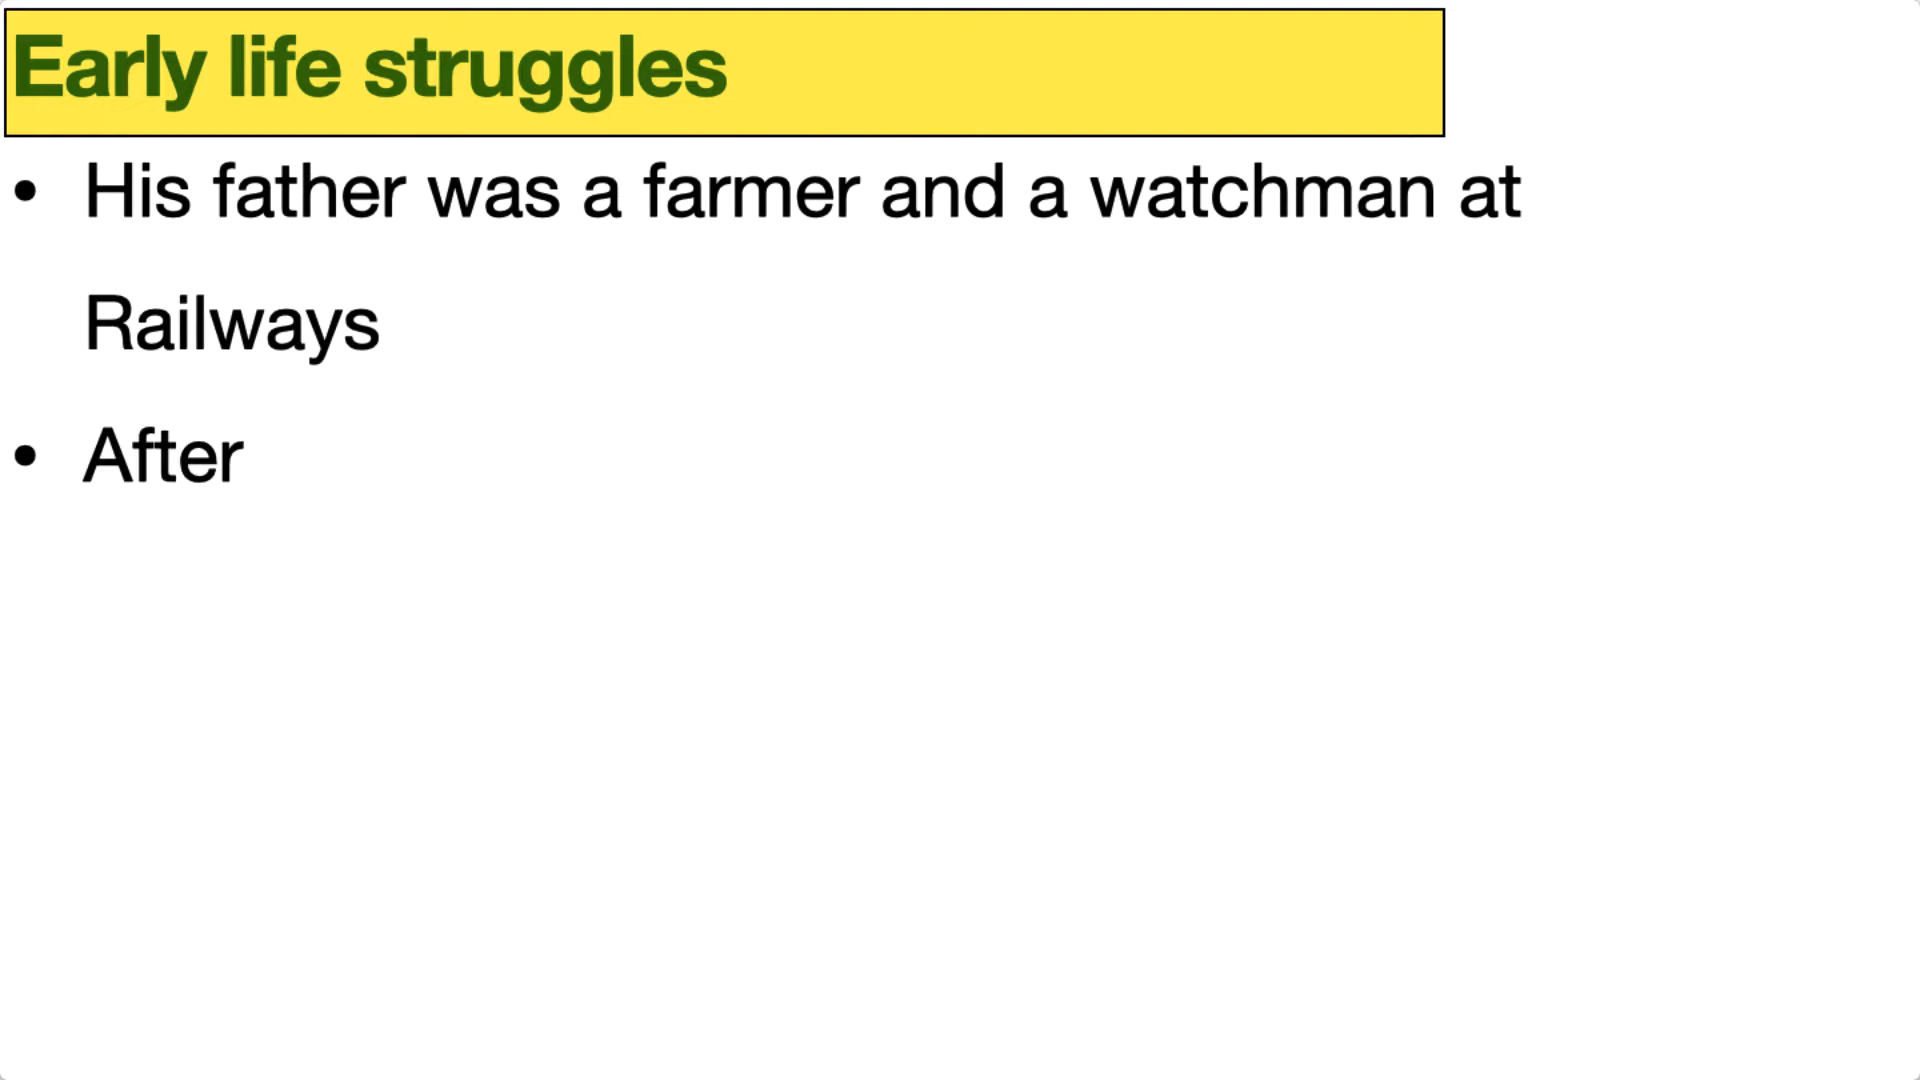 Early life struggles
• His father was a farmer and a watchman at
Railways
• After